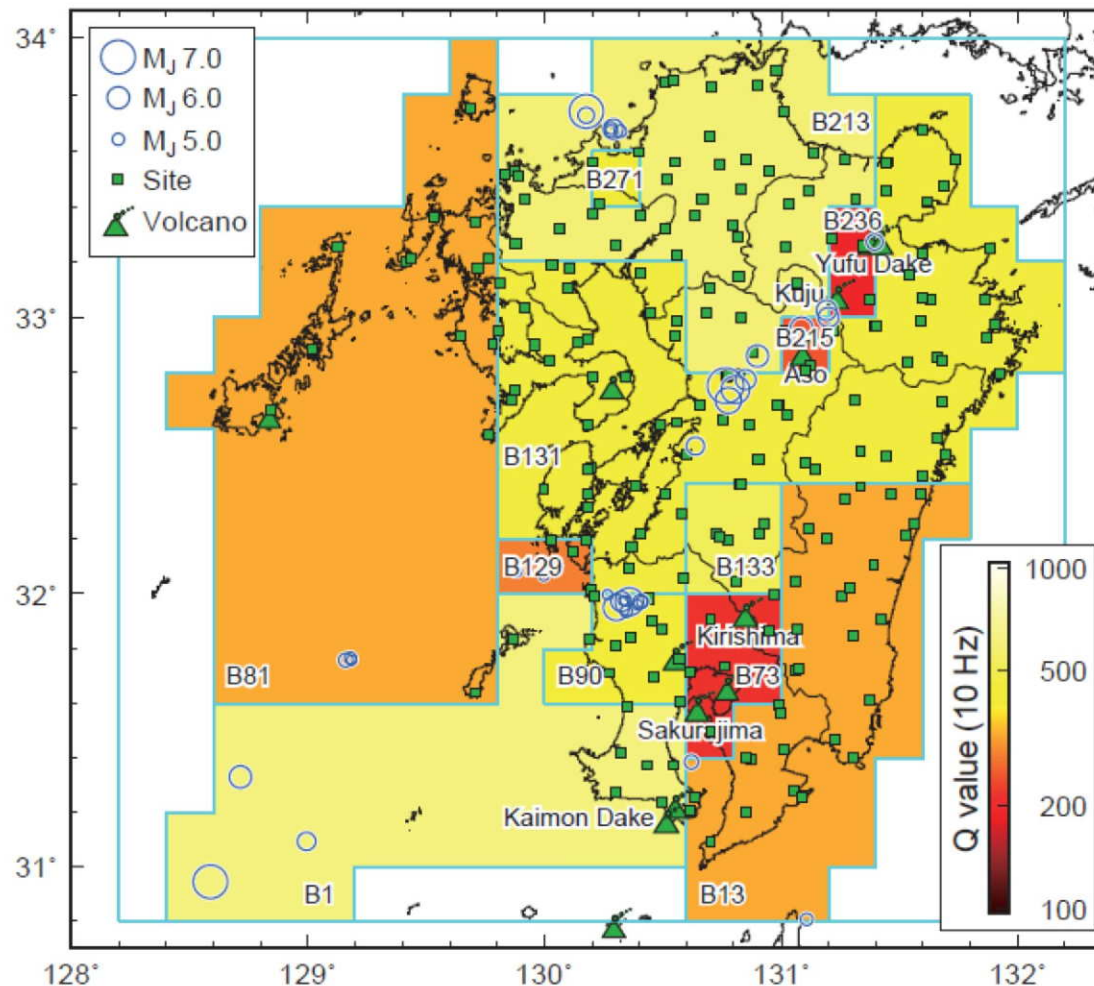 34°
33°
32°
31°
128°
129°
130°
131°
132°
MJ 7.0
MJ 6.0
MJ 5.0
Site
Volcano
B213
B271
B236
Yufu Dake
Kuju
B215
Aso
B131
B129
B133
Kirishima
B81
B90
B73
Sakurajima
Kaimon Dake
B1
B13
Q value (10 Hz)
1000
500
200
100